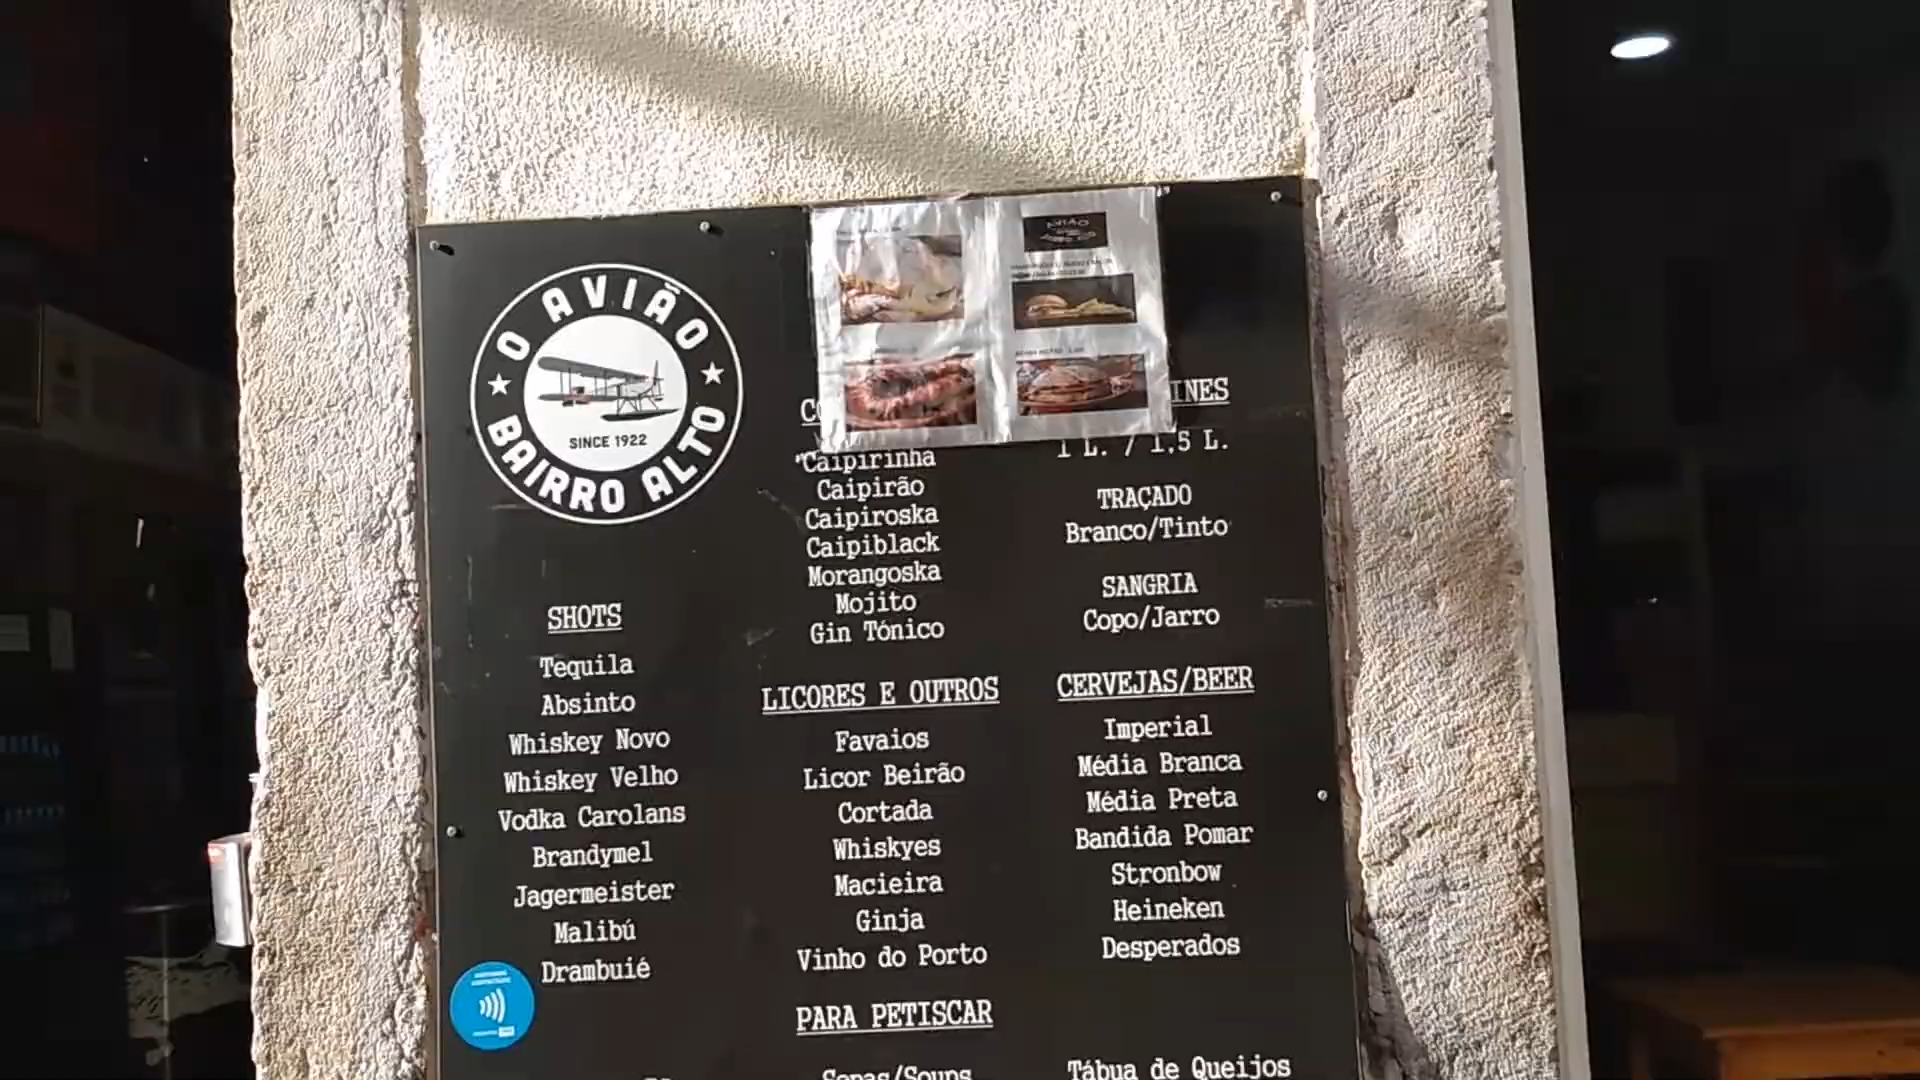 O AVIÃO
SINCE 1922
BAIRRO ALTO
SHOTS
Tequila
Absinto
Whiskey Novo
Whiskey Velho
Vodka Carolans
Brandymel
Jagermeister
Malibú
Drambuié
Caipirinha
Caipirão
Caipiroska
Caipiblack
Morangoska
Mojito
Gin Tónico
LICORES E OUTROS
Favaios
Licor Beirão
Cortada
Whiskyes
Macieira
Ginja
Vinho do Porto
PARA PETISCAR
Sopas/Soups
INES
1 L. / 1,5 L.
TRAÇADO
Branco/Tinto
SANGRIA
Copo/Jarro
CERVEJAS/BEER
Imperial
Média Branca
Média Preta
Bandida Pomar
Stronbow
Heineken
Desperados
Tábua de Queijos